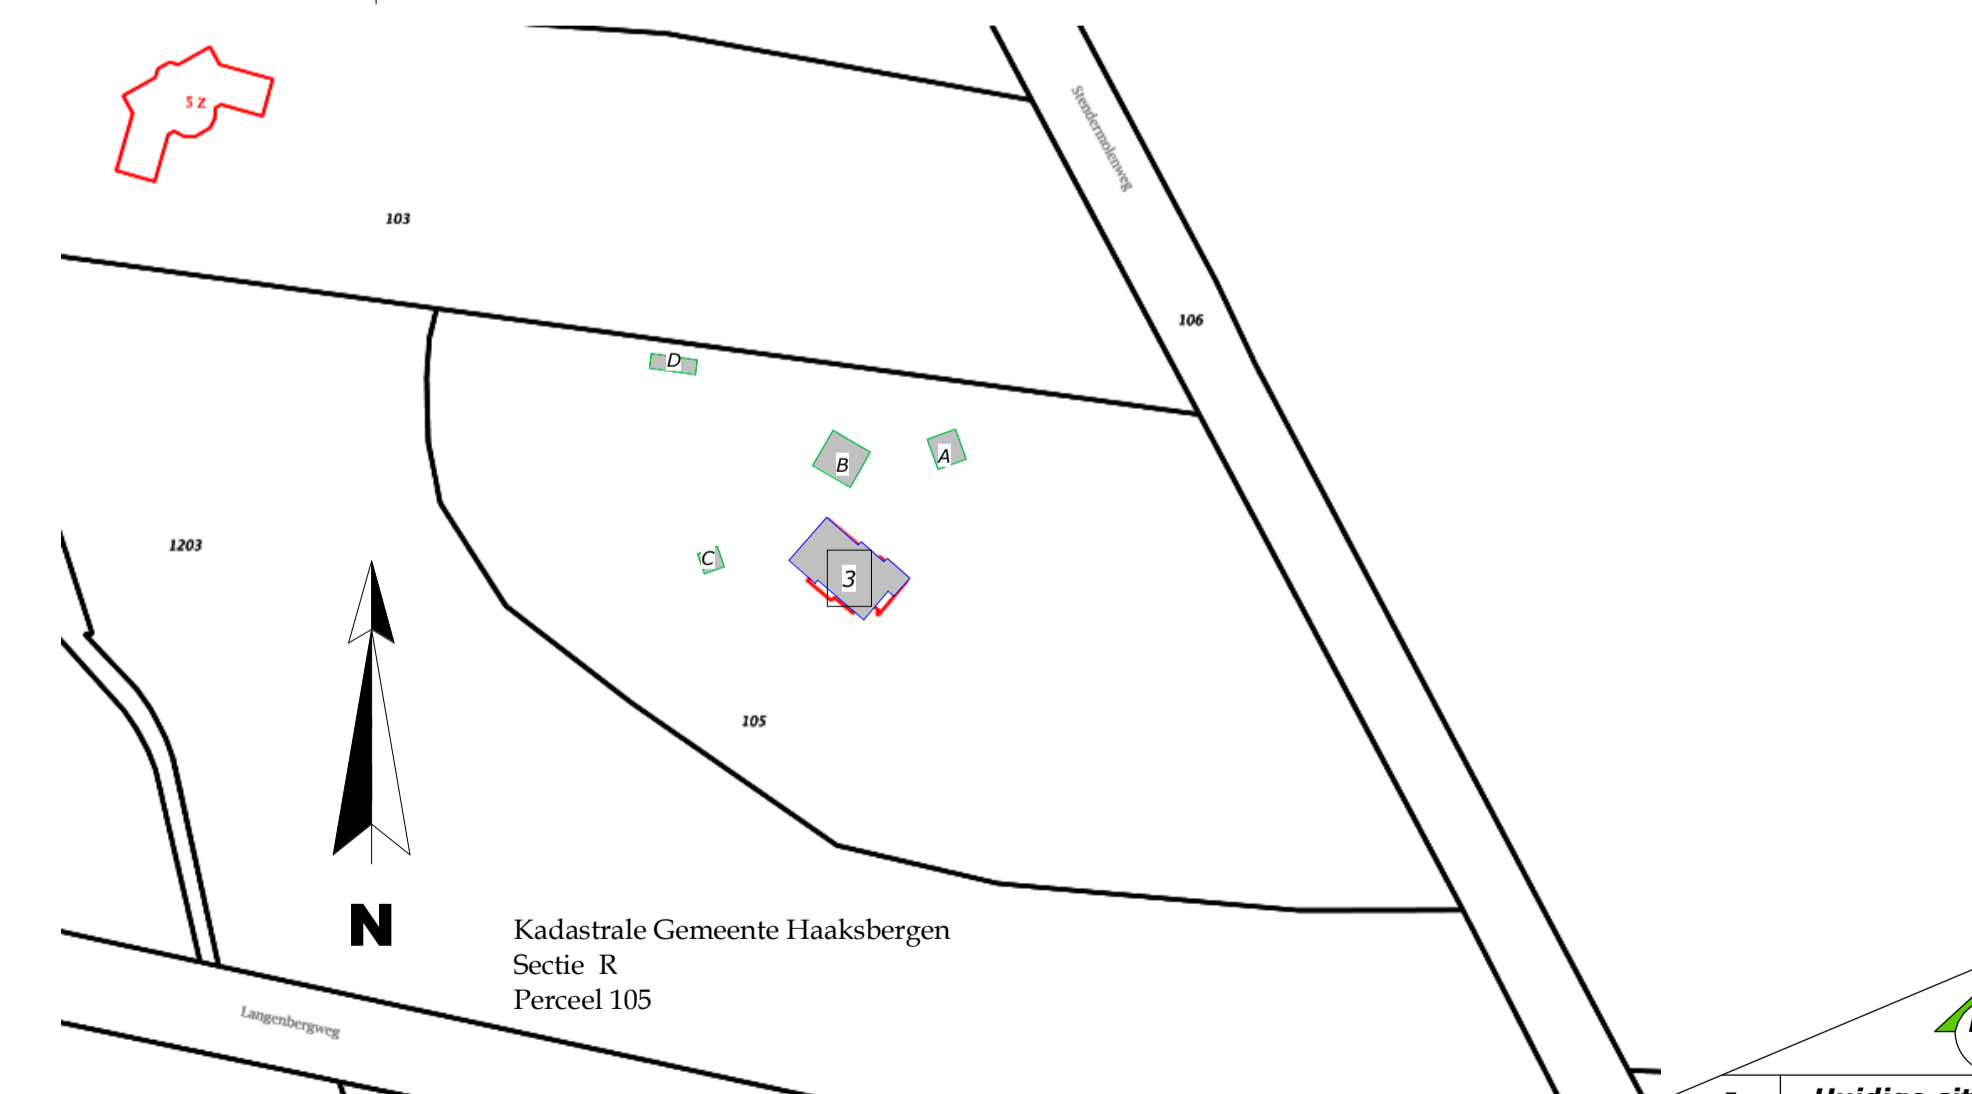 5 Z
Stendermolenweg
103
106
D
B
A
1203
C
3
105
N
Kadastrale Gemeente Haaksbergen
Sectie R
Perceel 105
Langenbergweg